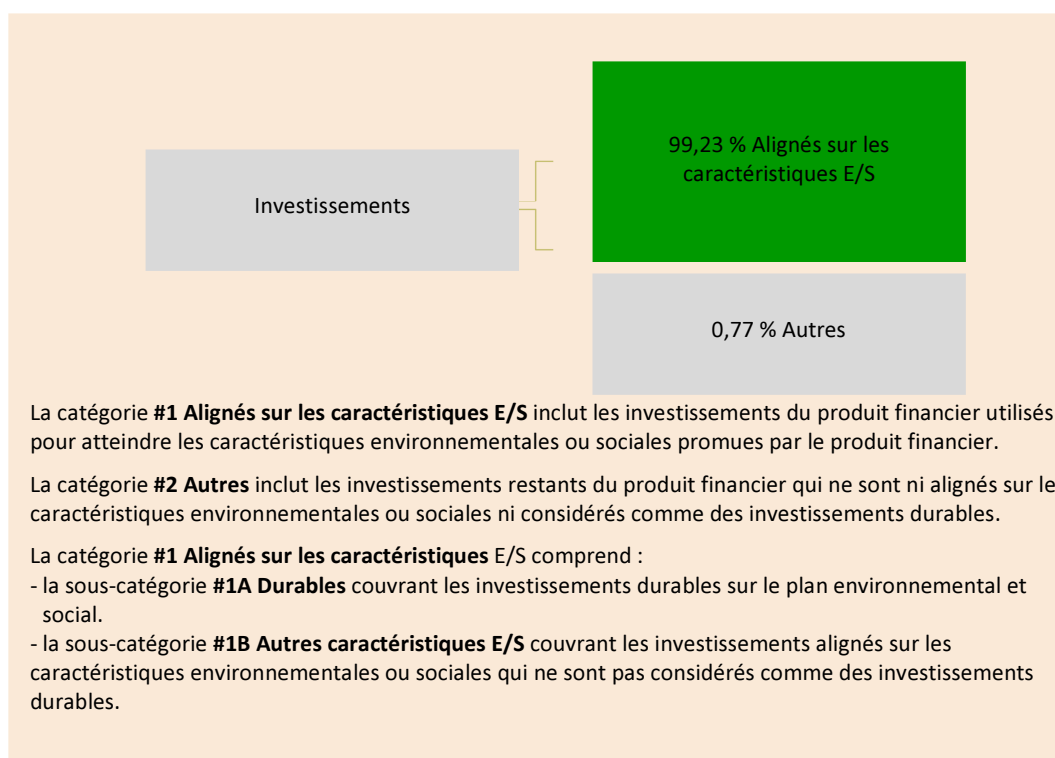 99,23 % Alignés sur les
caractéristiques E/S
Investissements
0,77 % Autres
La catégorie #1 Alignés sur les caractéristiques E/S inclut les investissements du produit financier utilisés
pour atteindre les caractéristiques environnementales ou sociales promues par le produit financier.
La catégorie #2 Autres inclut les investissements restants du produit financier qui ne sont ni alignés sur le
caractéristiques environnementales ou sociales ni considérés comme des investissements durables.
La catégorie #1 Alignés sur les caractéristiques E/S comprend :
- la sous-catégorie #1A Durables couvrant les investissements durables sur le plan environnemental et
social.
- la sous-catégorie #1B Autres caractéristiques E/S couvrant les investissements alignés sur les
caractéristiques environnementales ou sociales qui ne sont pas considérés comme des investissements
durables.